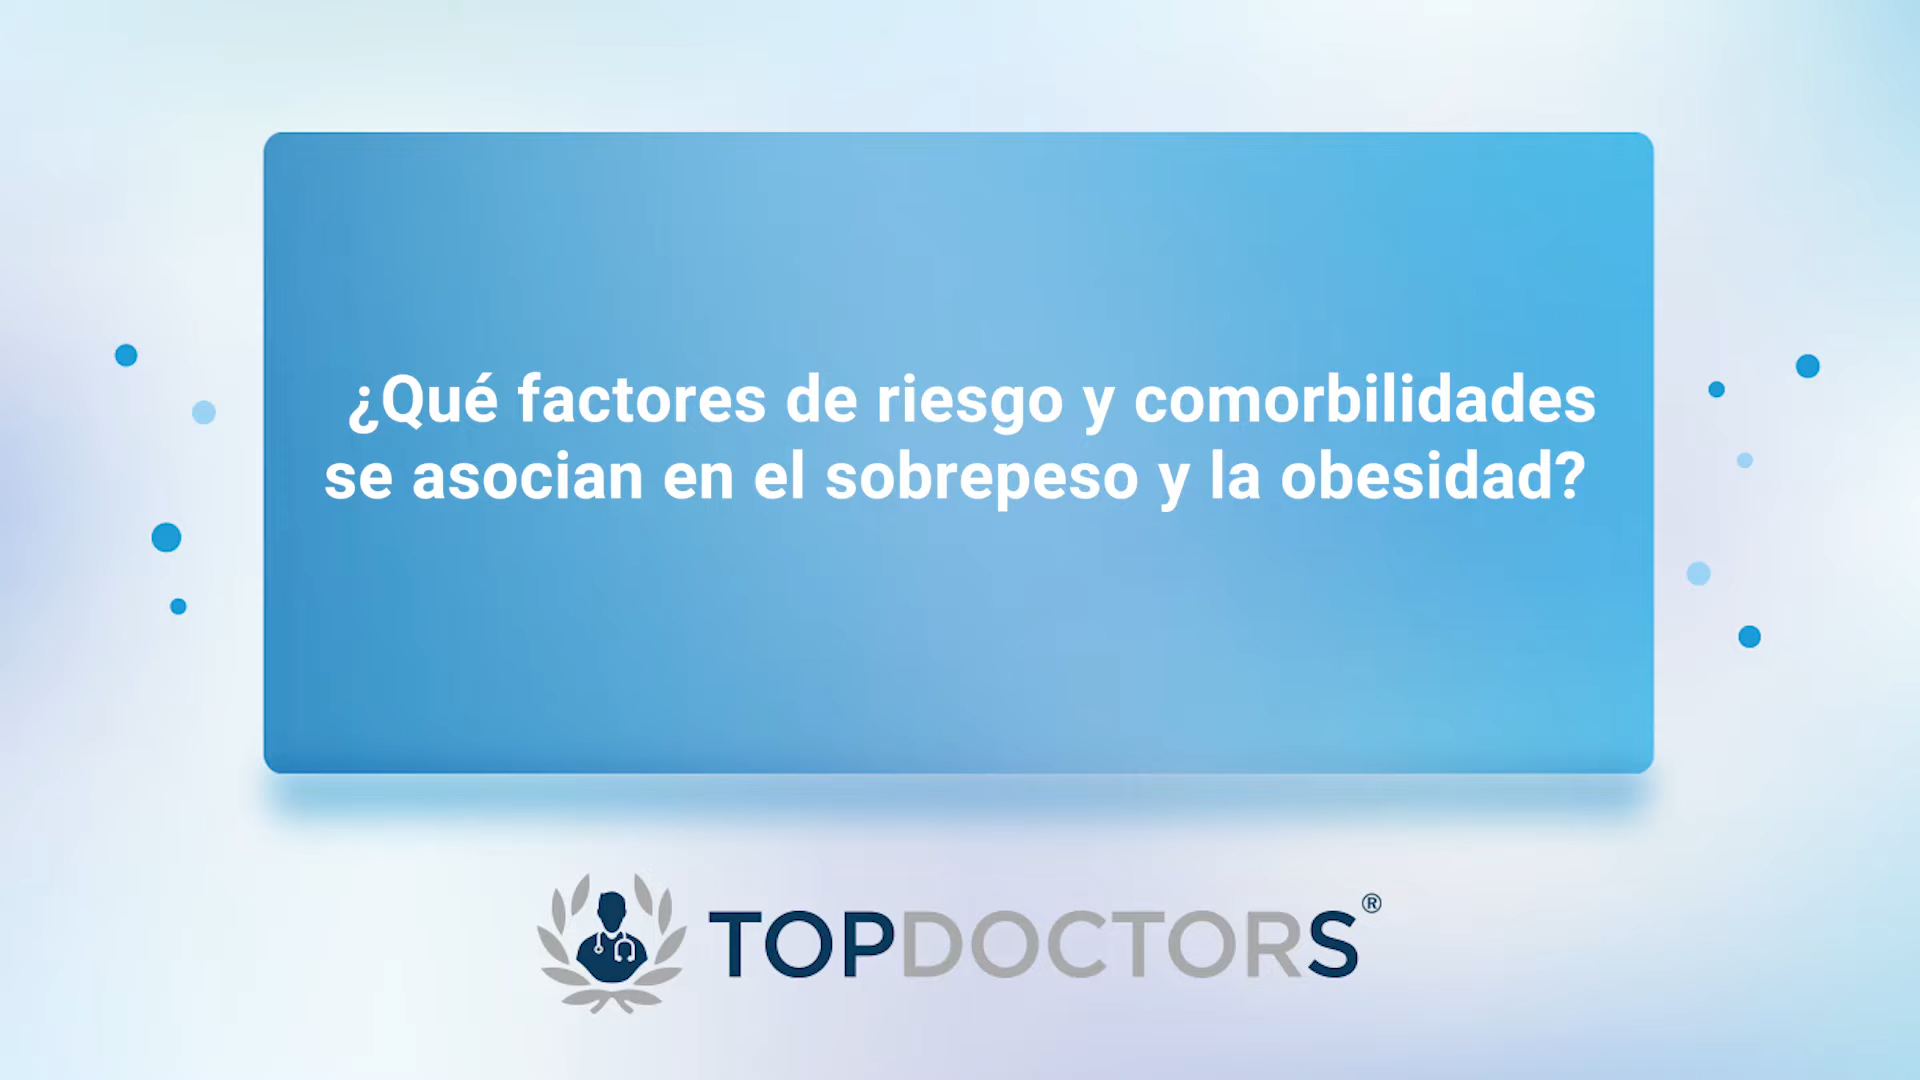 ¿Qué factores de riesgo y comorbilidades
se asocian en el sobrepeso y la obesidad?
TOPDOCTORS®